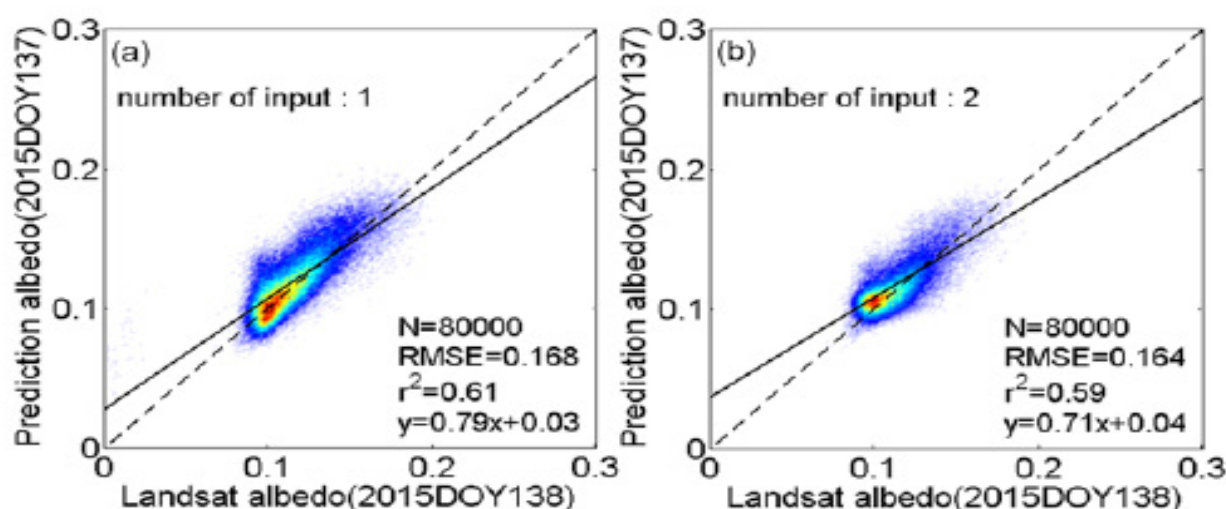 (a)
number of input : 1
N=80000
RMSE=0.168
r²=0.61
y=0.79x+0.03
Prediction albedo(2015DOY137)
0.3
0.2
0.1
0
0
0.1
0.2
0.3
Landsat albedo(2015DOY138)
(b)
number of input : 2
N=80000
RMSE=0.164
r²=0.59
y=0.71x+0.04
Prediction albedo(2015DOY137)
0.3
0.2
0.1
0
0
0.1
0.2
0.3
Landsat albedo(2015DOY138)